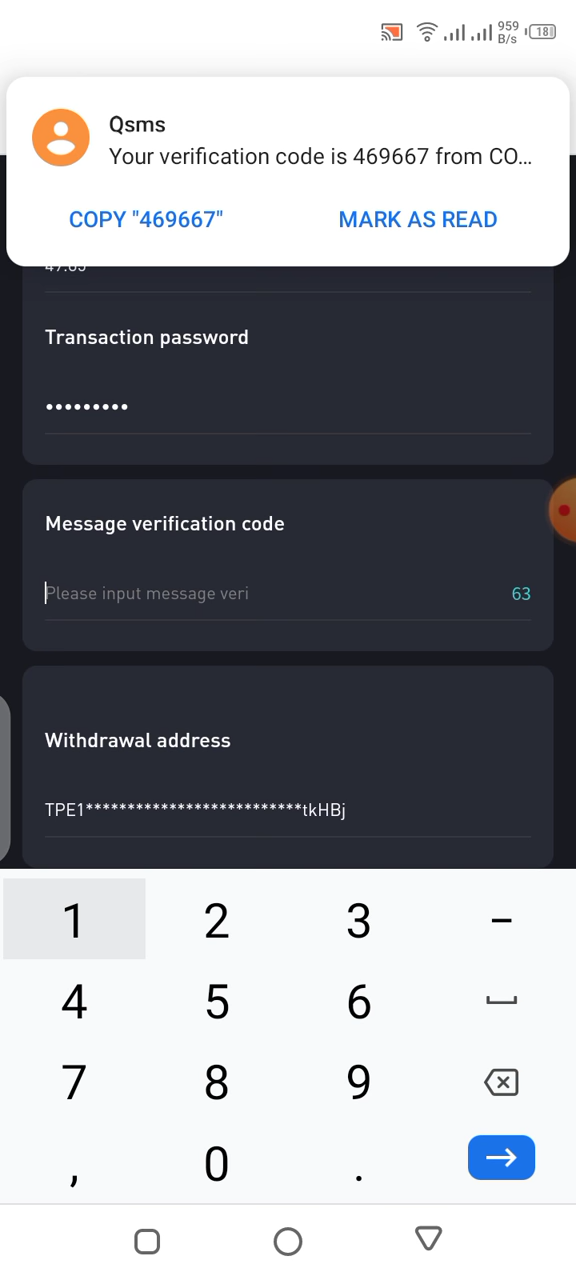 959
B/s
18
Qsms
Your verification code is 469667 from CO...
COPY "469667"
MARK AS READ
47.65
Transaction password
•••••••••
Message verification code
Please input message veri
63
Withdrawal address
TPE1**************************tkHBj
1 2 3 –
4 5 6
7 8 9
, 0 .